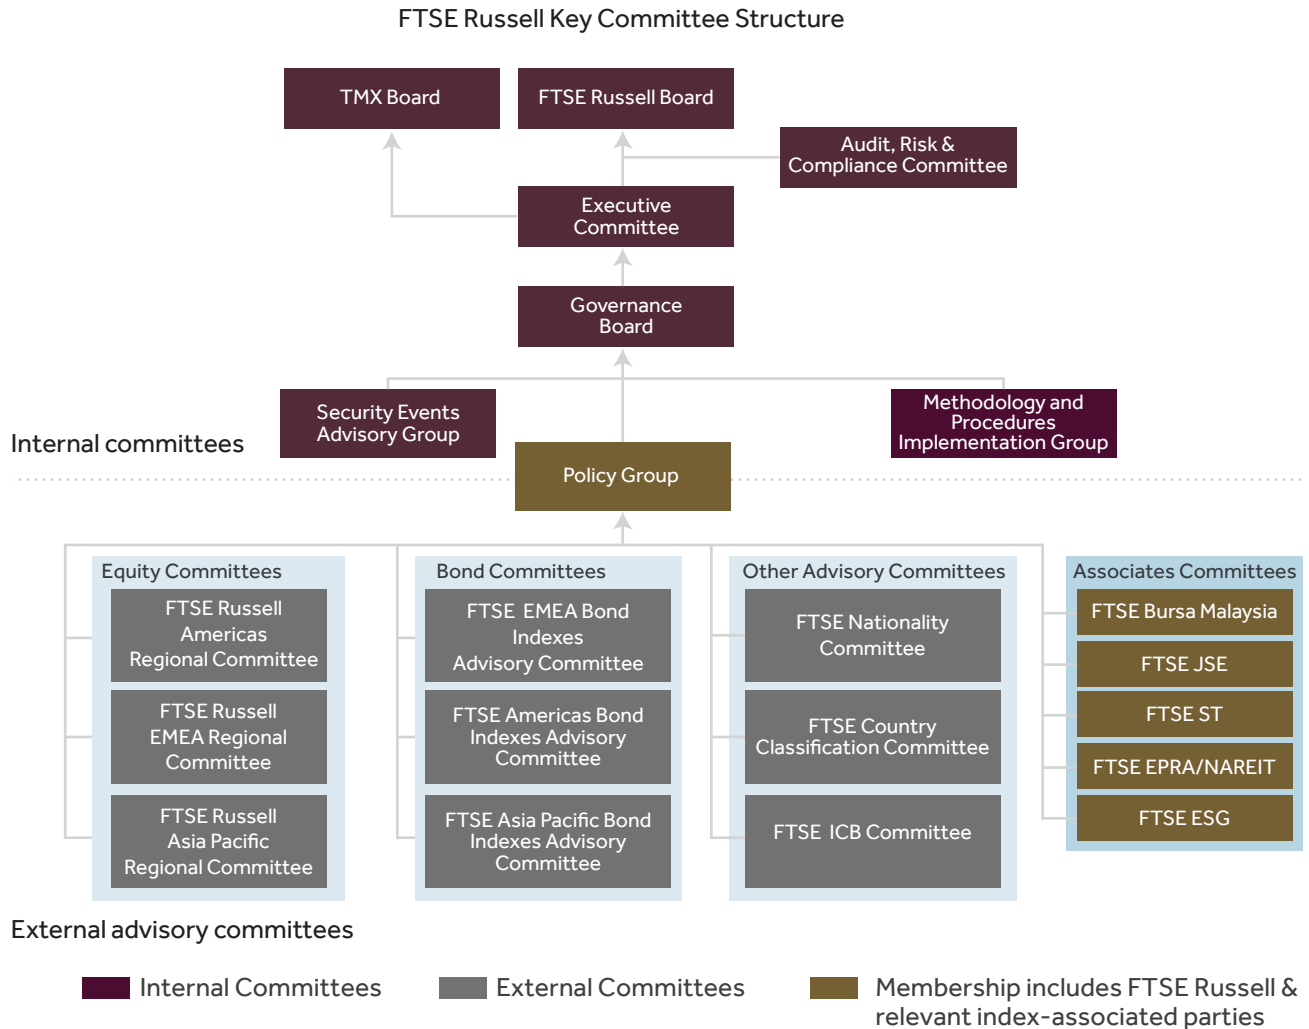 FTSE Russell Key Committee Structure
TMX Board
FTSE Russell Board
Audit, Risk &
Compliance Committee
Executive
Committee
Governance
Board
Security Events
Advisory Group
Methodology and
Procedures
Implementation Group
Internal committees
Policy Group
Equity Committees
FTSE Russell
Americas
Regional Committee
FTSE Russell
EMEA Regional
Committee
FTSE Russell
Asia Pacific
Regional Committee
Bond Committees
FTSE EMEA Bond
Indexes
Advisory Committee
FTSE Americas Bond
Indexes Advisory
Committee
FTSE Asia Pacific Bond
Indexes Advisory
Committee
Other Advisory Committees
FTSE Nationality
Committee
FTSE Country
Classification Committee
FTSE ICB Committee
Associates Committees
FTSE Bursa Malaysia
FTSE JSE
FTSE ST
FTSE EPRA/NAREIT
FTSE ESG
External advisory committees
Internal Committees
External Committees
Membership includes FTSE Russell &
relevant index-associated parties